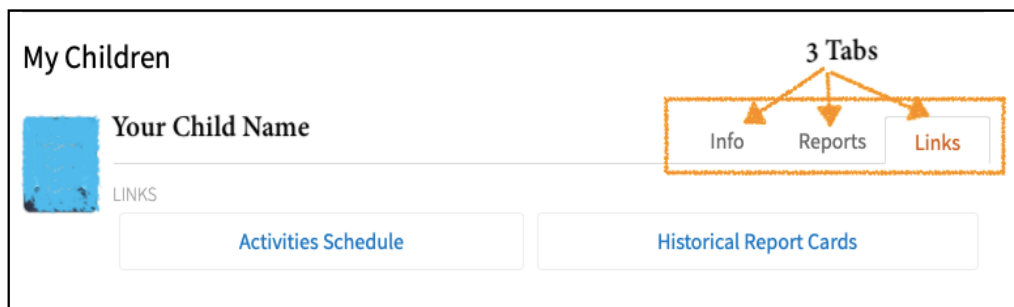 My Children
3 Tabs
Your Child Name
Info Reports Links
LINKS
Activities Schedule Historical Report Cards